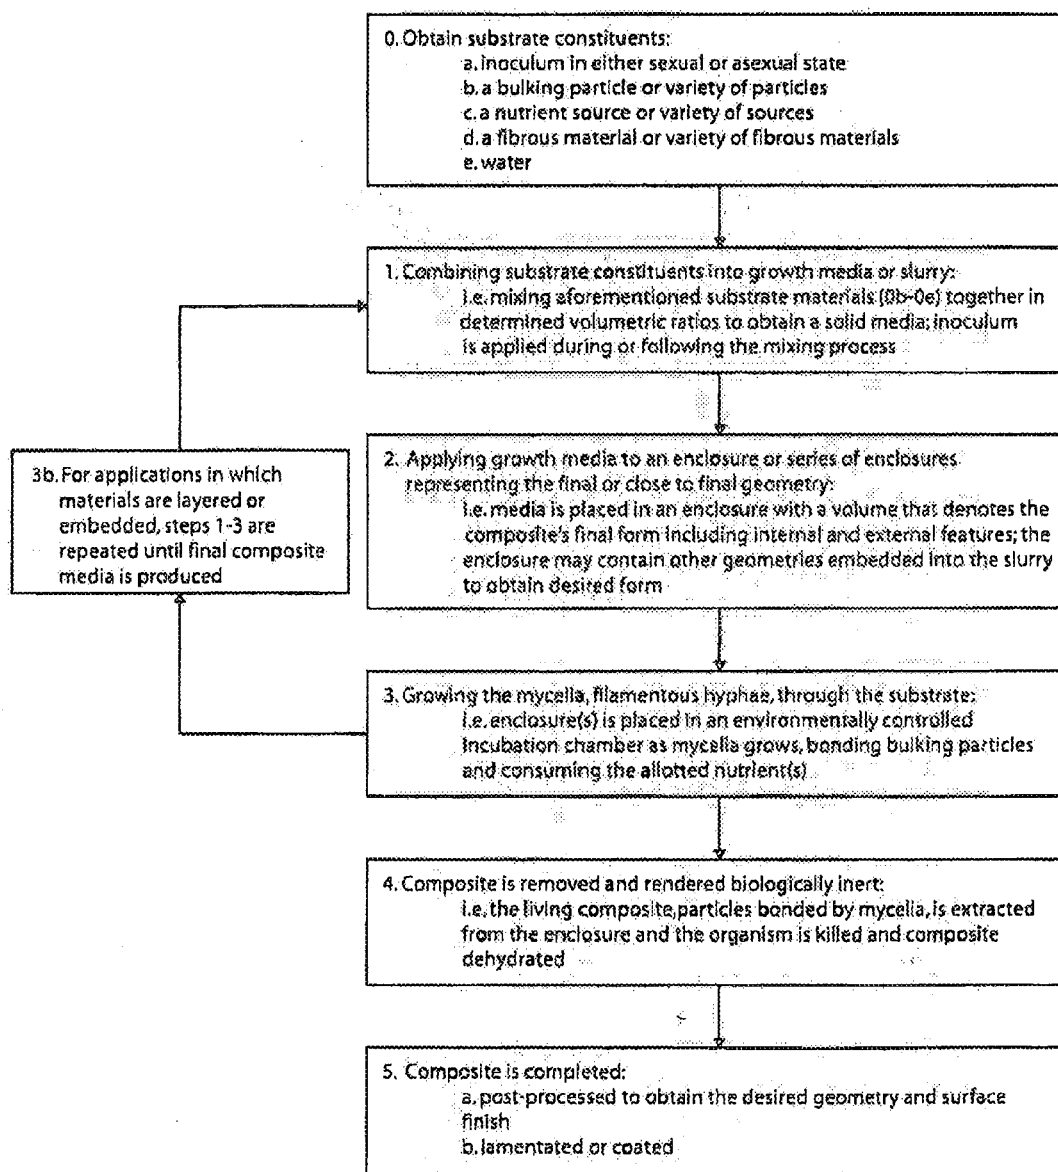 0. Obtain substrate constituents:
a. inoculum in either sexual or asexual state
b. a bulking particle or variety of particles
c. a nutrient source or variety of sources
d. a fibrous material or variety of fibrous materials
e. water
1. Combining substrate constituents into growth media or slurry:
i.e. mixing aforementioned substrate materials (0b-0e) together in
determined volumetric ratios to obtain a solid media; inoculum
is applied during or following the mixing process
2. Applying growth media to an enclosure or series of enclosures
representing the final or close to final geometry:
i.e. media is placed in an enclosure with a volume that denotes the
composite's final form including internal and external features; the
enclosure may contain other geometries embedded into the slurry
to obtain desired form
3b. For applications in which
materials are layered or
embedded, steps 1-3 are
repeated until final composite
media is produced
3. Growing the mycelia, filamentous hyphae, through the substrate:
i.e. enclosure(s) is placed in an environmentally controlled
incubation chamber as mycelia grows, bonding bulking particles
and consuming the allotted nutrient(s)
4. Composite is removed and rendered biologically inert:
i.e. the living composite, particles bonded by mycelia, is extracted
from the enclosure and the organism is killed and composite
dehydrated
5. Composite is completed:
a. post-processed to obtain the desired geometry and surface
finish
b. lamentated or coated